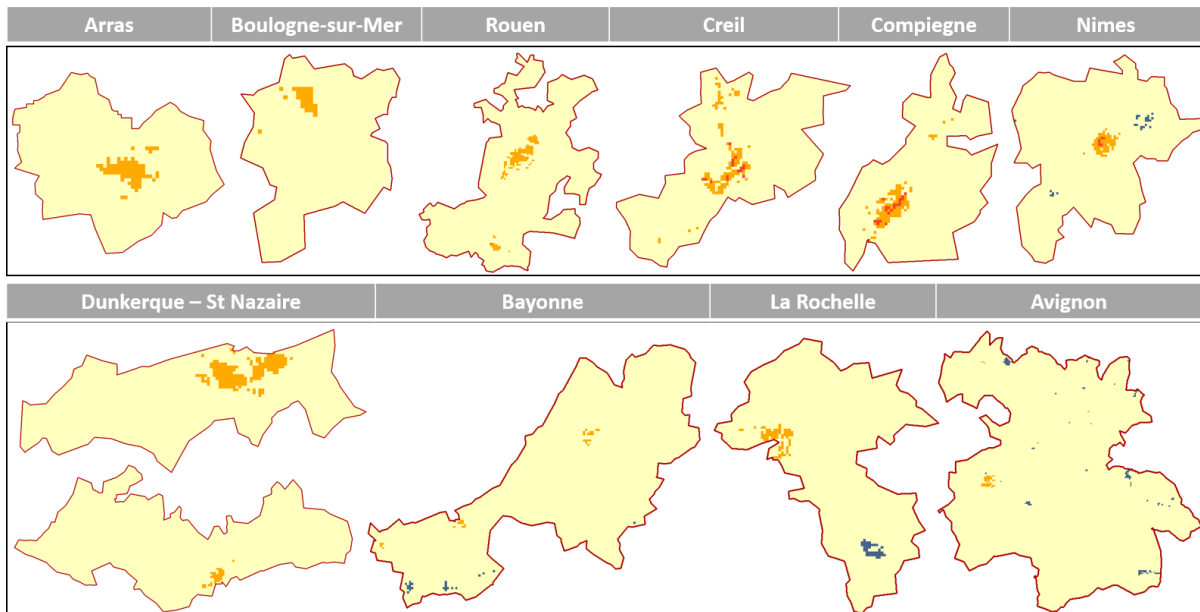 Arras Boulogne-sur-Mer Rouen Creil Compiegne Nimes
Dunkerque – St Nazaire Bayonne La Rochelle Avignon